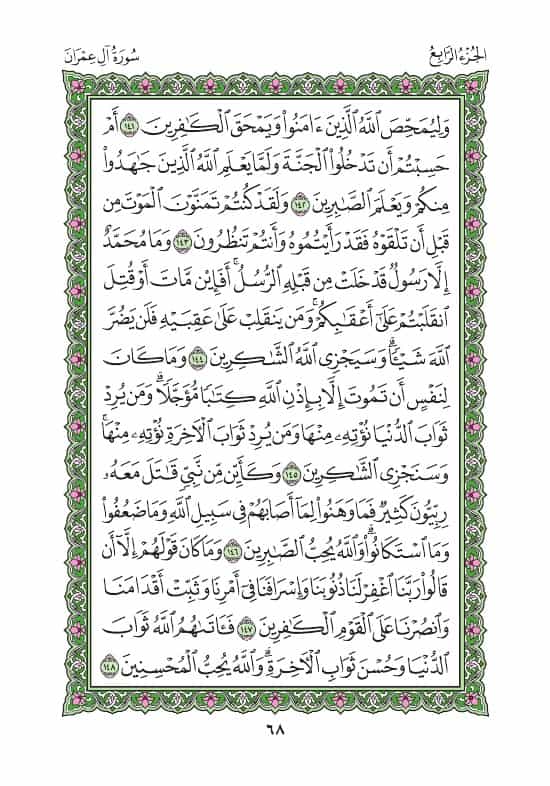 الجُزْءُ الرَّابِعُ
سُورَةُ آلِ عِمْرَانَ
وَلِيُمَحِّصَ ٱللَّهُ ٱلَّذِينَ ءَامَنُوا۟ وَيَمْحَقَ ٱلْكَٰفِرِينَ ١٤١ أَمْ
حَسِبْتُمْ أَن تَدْخُلُوا۟ ٱلْجَنَّةَ وَلَمَّا يَعْلَمِ ٱللَّهُ ٱلَّذِينَ جَٰهَدُوا۟
مِنكُمْ وَيَعْلَمَ ٱلصَّٰبِرِينَ ١٤٢ وَلَقَدْ كُنتُمْ تَمَنَّوْنَ ٱلْمَوْتَ مِن
قَبْلِ أَن تَلْقَوْهُ فَقَدْ رَأَيْتُمُوهُ وَأَنتُمْ تَنظُرُونَ ١٤٣ وَمَا مُحَمَّدٌ
إِلَّا رَسُولٌ قَدْ خَلَتْ مِن قَبْلِهِ ٱلرُّسُلُ ۚ أَفَإِي۟ن مَّاتَ أَوْ قُتِلَ
ٱنقَلَبْتُمْ عَلَىٰٓ أَعْقَٰبِكُمْ ۚ وَمَن يَنقَلِبْ عَلَىٰ عَقِبَيْهِ فَلَن يَضُرَّ
ٱللَّهَ شَيْـًٔا ۗ وَسَيَجْزِى ٱللَّهُ ٱلشَّٰكِرِينَ ١٤٤ وَمَا كَانَ
لِنَفْسٍ أَن تَمُوتَ إِلَّا بِإِذْنِ ٱللَّهِ كِتَٰبًا مُّؤَجَّلًا ۗ وَمَن يُرِدْ
ثَوَابَ ٱلدُّنْيَا نُؤْتِهِۦ مِنْهَا وَمَن يُرِدْ ثَوَابَ ٱلْءَاخِرَةِ نُؤْتِهِۦ مِنْهَا ۚ
وَسَنَجْزِى ٱلشَّٰكِرِينَ ١٤٥ وَكَأَيِّن مِّن نَّبِىٍّ قَٰتَلَ مَعَهُۥ
رِبِّيُّونَ كَثِيرٌ فَمَا وَهَنُوا۟ لِمَآ أَصَابَهُمْ فِى سَبِيلِ ٱللَّهِ وَمَا ضَعُفُوا۟
وَمَا ٱسْتَكَانُوا۟ ۗ وَٱللَّهُ يُحِبُّ ٱلصَّٰبِرِينَ ١٤٦ وَمَا كَانَ قَوْلَهُمْ إِلَّآ أَن
قَالُوا۟ رَبَّنَا ٱغْفِرْ لَنَا ذُنُوبَنَا وَإِسْرَافَنَا فِىٓ أَمْرِنَا وَثَبِّتْ أَقْدَامَنَا
وَٱنصُرْنَا عَلَى ٱلْقَوْمِ ٱلْكَٰفِرِينَ ١٤٧ فَـَٔاتَىٰهُمُ ٱللَّهُ ثَوَابَ
ٱلدُّنْيَا وَحُسْنَ ثَوَابِ ٱلْءَاخِرَةِ ۗ وَٱللَّهُ يُحِبُّ ٱلْمُحْسِنِينَ ١٤٨
٦٨